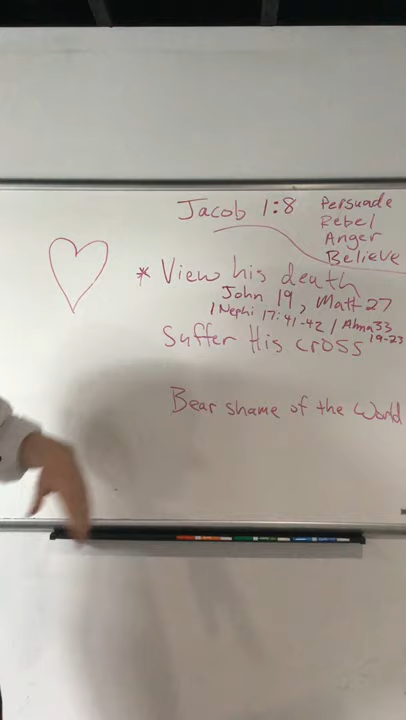 Jacob 1:8
Persuade
Rebel
Anger
Believe
* View his death
John 19, Matt 27
1 Nephi 17:41-42 / Alma 33
19-23
Suffer His cross
Bear shame of the World